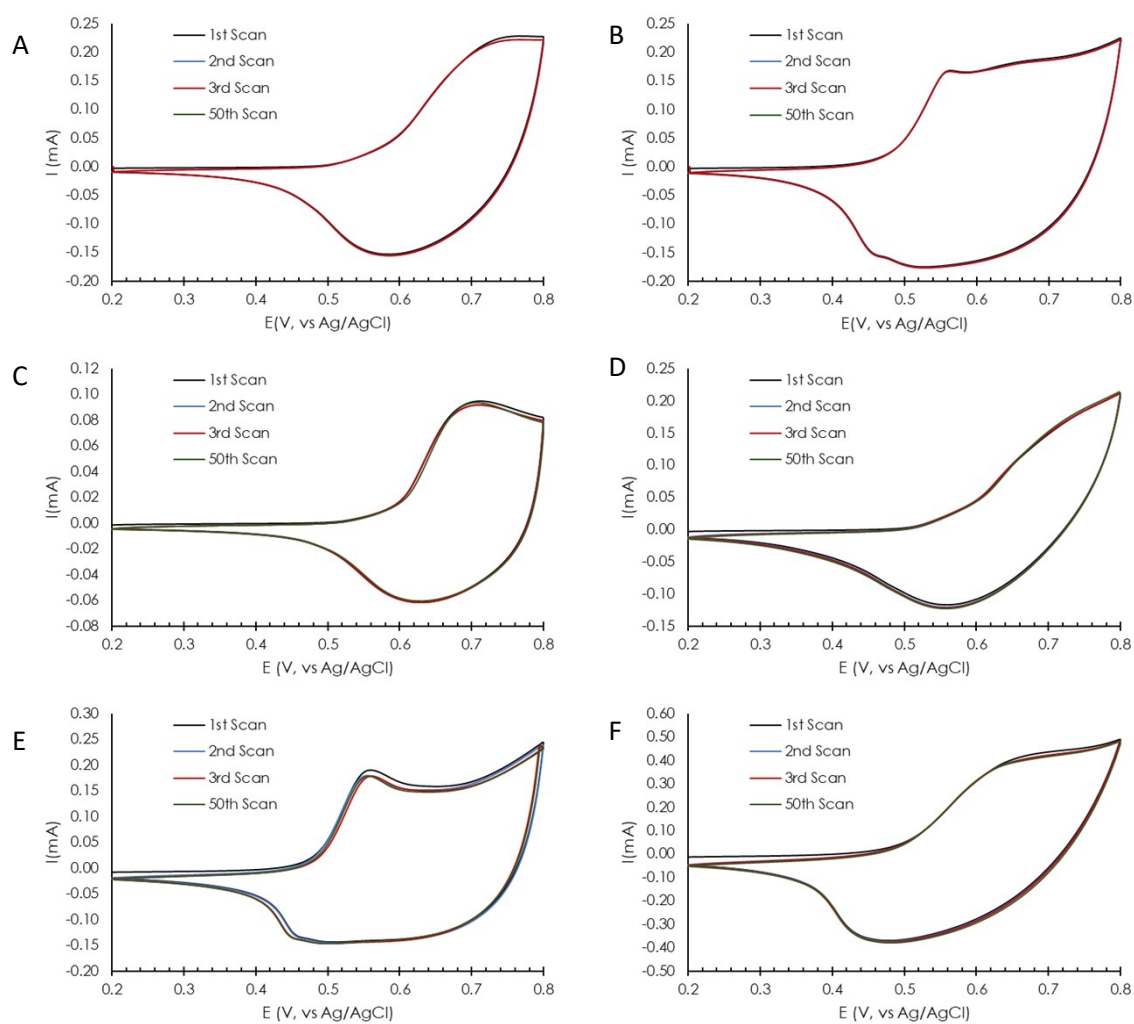 A
0.25
0.20
0.15
0.10
0.05
0.00
-0.05
-0.10
-0.15
-0.20
I (mA)
1st Scan
2nd Scan
3rd Scan
50th Scan
0.2 0.3 0.4 0.5 0.6 0.7 0.8
E(V, vs Ag/AgCl)
B
0.25
0.20
0.15
0.10
0.05
0.00
-0.05
-0.10
-0.15
-0.20
I (mA)
1st Scan
2nd Scan
3rd Scan
50th Scan
0.2 0.3 0.4 0.5 0.6 0.7 0.8
E(V, vs Ag/AgCl)
C
0.12
0.10
0.08
0.06
0.04
0.02
0.00
-0.02
-0.04
-0.06
-0.08
I(mA)
1st Scan
2nd Scan
3rd Scan
50th Scan
0.2 0.3 0.4 0.5 0.6 0.7 0.8
E (V, vs Ag/AgCl)
D
0.25
0.20
0.15
0.10
0.05
0.00
-0.05
-0.10
-0.15
I(mA)
1st Scan
2nd Scan
3rd Scan
50th Scan
0.2 0.3 0.4 0.5 0.6 0.7 0.8
E (V, vs Ag/AgCl)
E
0.30
0.25
0.20
0.15
0.10
0.05
0.00
-0.05
-0.10
-0.15
-0.20
I(mA)
1st Scan
2nd Scan
3rd Scan
50th Scan
0.2 0.3 0.4 0.5 0.6 0.7 0.8
E (V, vs Ag/AgCl)
F
0.60
0.50
0.40
0.30
0.20
0.10
0.00
-0.10
-0.20
-0.30
-0.40
-0.50
I(mA)
1st Scan
2nd Scan
3rd Scan
50th Scan
0.2 0.3 0.4 0.5 0.6 0.7 0.8
E (V, vs Ag/AgCl)